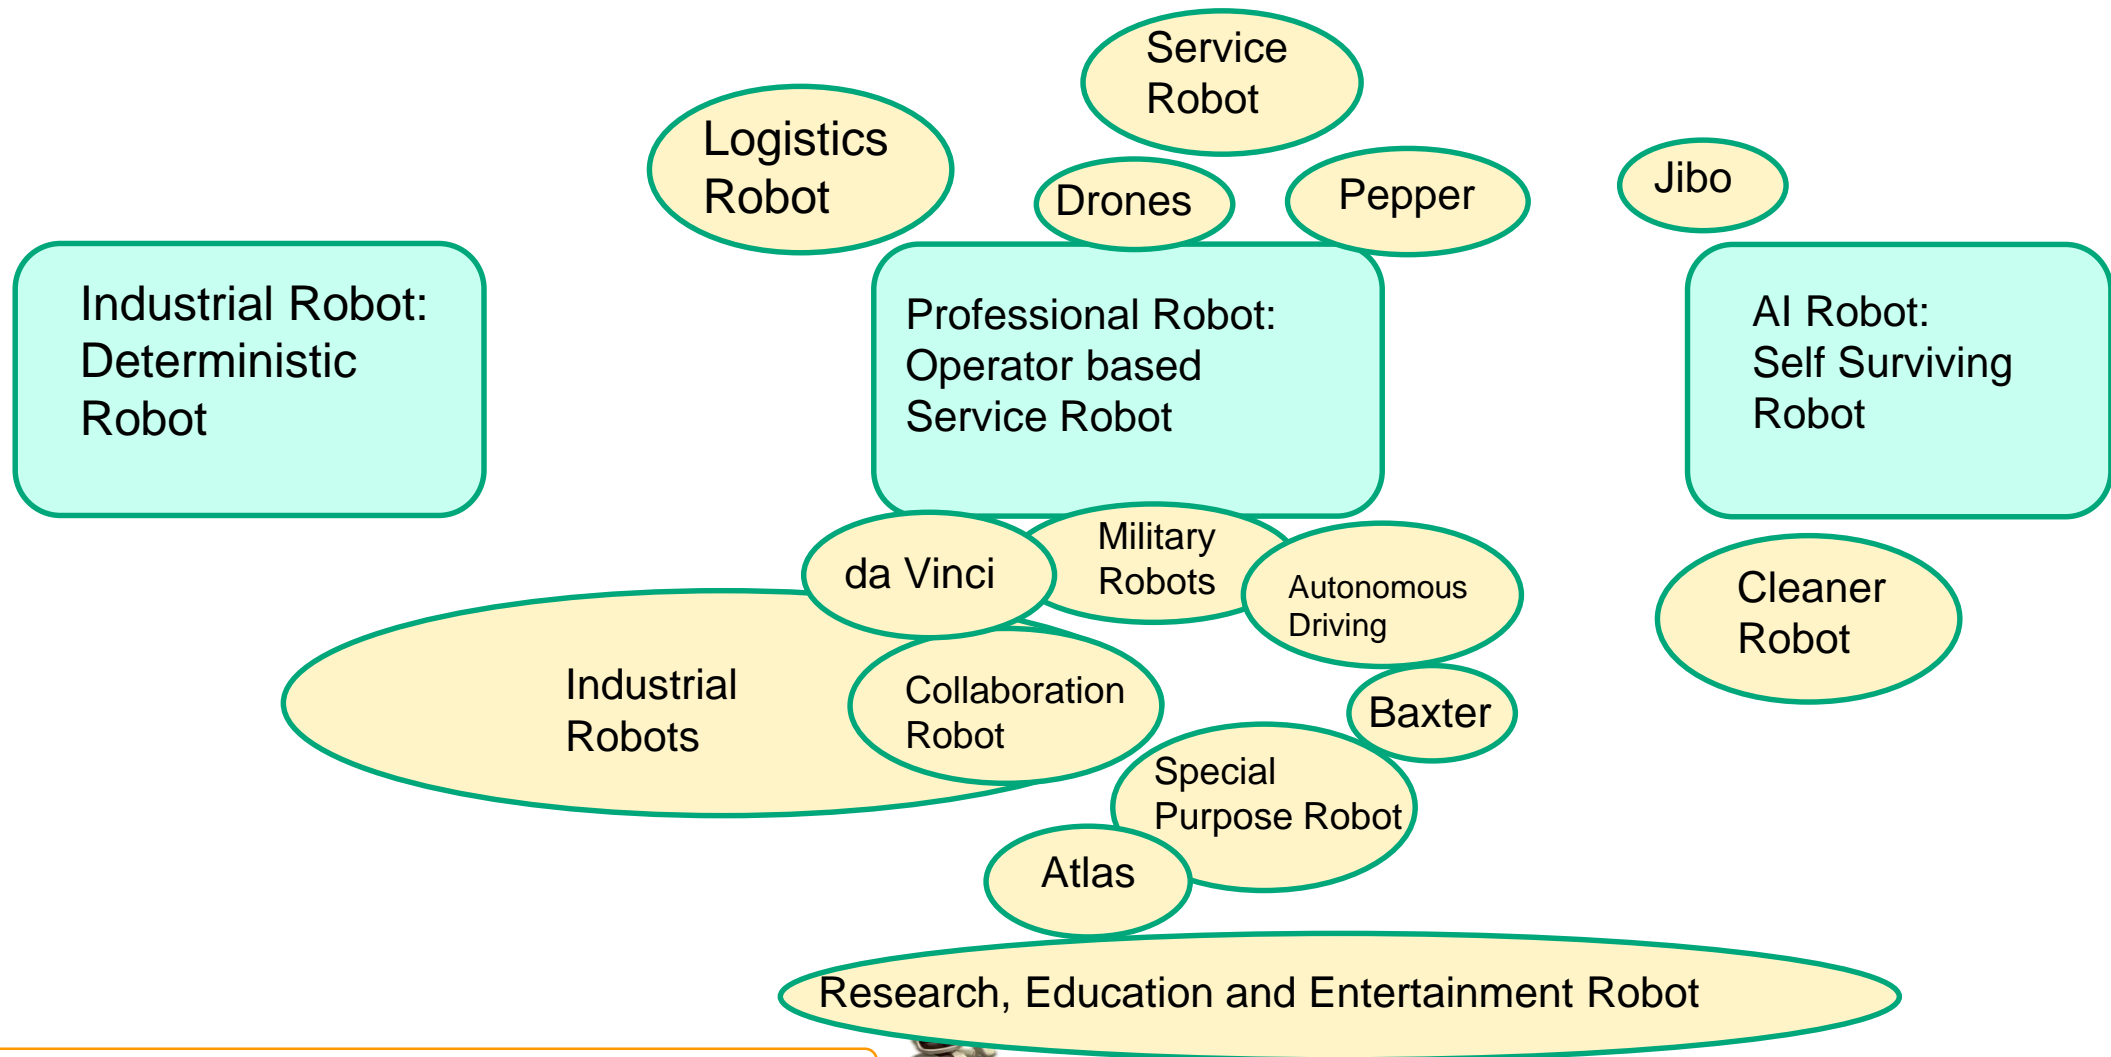 Service
Robot
Logistics
Robot
Drones
Pepper
Jibo
Industrial Robot:
Deterministic
Robot
Professional Robot:
Operator based
Service Robot
AI Robot:
Self Surviving
Robot
da Vinci
Military
Robots
Autonomous
Driving
Cleaner
Robot
Industrial
Robots
Collaboration
Robot
Baxter
Special
Purpose Robot
Atlas
Research, Education and Entertainment Robot